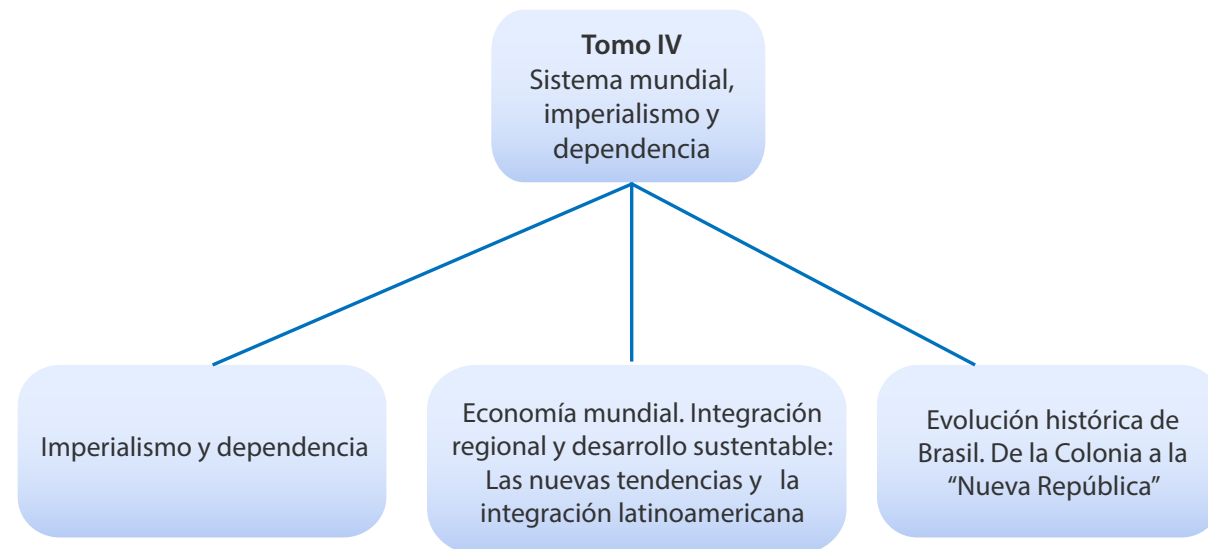 Tomo IV
Sistema mundial,
imperialismo y
dependencia
Imperialismo y dependencia
Economía mundial. Integración
regional y desarrollo sustentable:
Las nuevas tendencias y la
integración latinoamericana
Evolución histórica de
Brasil. De la Colonia a la
“Nueva República”